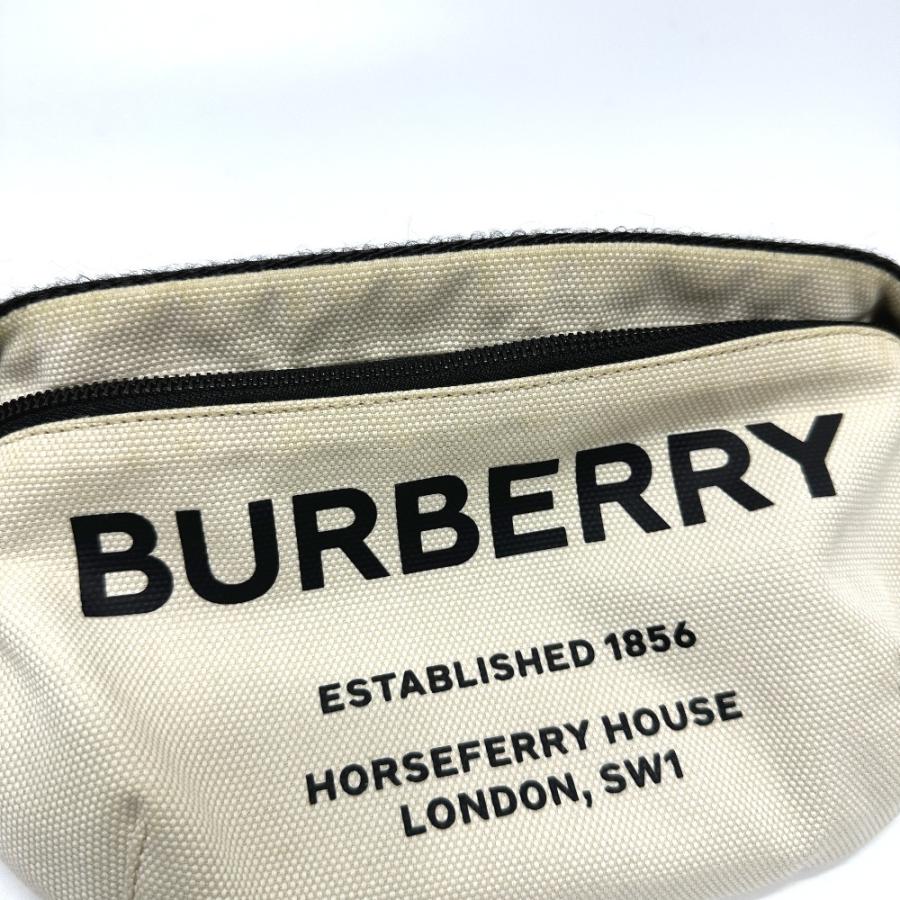 BURBERRY
ESTABLISHED 1856
HORSEFERRY HOUSE
LONDON, SW1